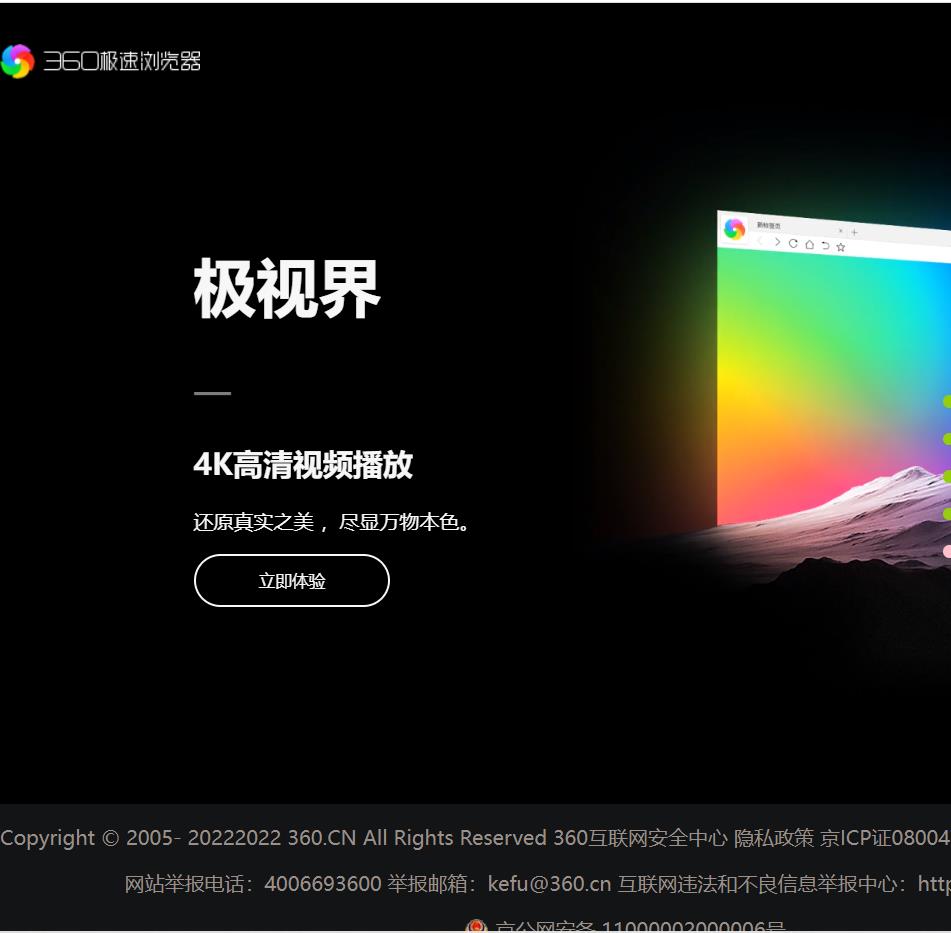 360极速浏览器
新标签页
极视界
4K高清视频播放
还原真实之美， 尽显万物本色。
立即体验
Copyright © 2005- 20222022 360.CN All Rights Reserved 360互联网安全中心 隐私政策 京ICP证08004
网站举报电话：4006693600 举报邮箱：kefu@360.cn 互联网违法和不良信息举报中心：http
京公网安备 11000002000006号